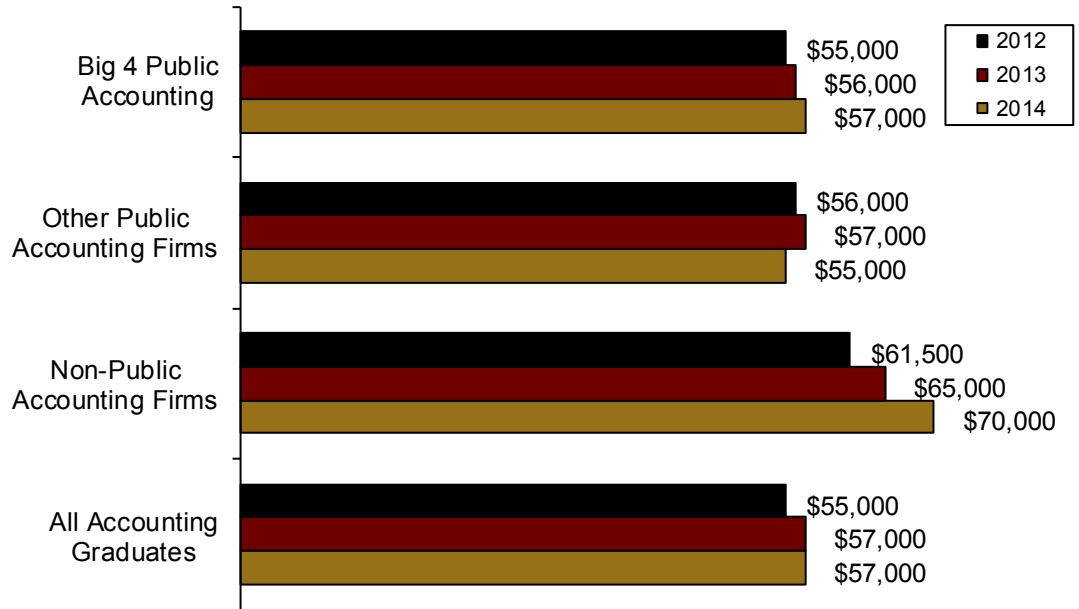 Big 4 Public
Accounting
$55,000
$56,000
$57,000
2012
2013
2014
Other Public
Accounting Firms
$56,000
$57,000
$55,000
Non-Public
Accounting Firms
$61,500
$65,000
$70,000
All Accounting
Graduates
$55,000
$57,000
$57,000